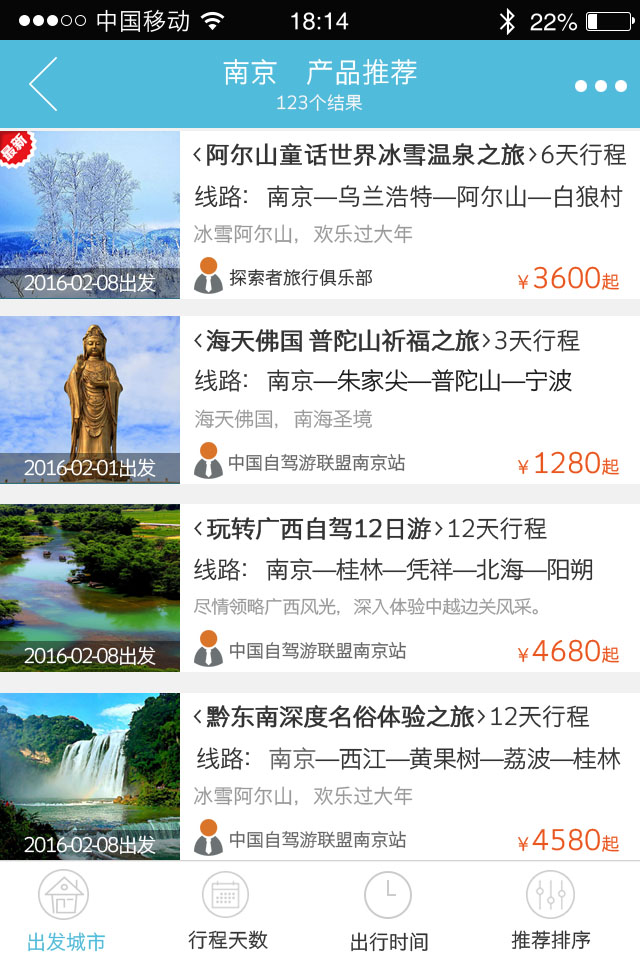 中国移动 18:14 22%
南京 产品推荐
123个结果
最新
2016-02-08出发
<阿尔山童话世界冰雪温泉之旅>6天行程
线路： 南京—乌兰浩特—阿尔山—白狼村
冰雪阿尔山，欢乐过大年
探索者旅行俱乐部
¥3600起
2016-02-01出发
<海天佛国 普陀山祈福之旅>3天行程
线路： 南京—朱家尖—普陀山—宁波
海天佛国，南海圣境
中国自驾游联盟南京站
¥1280起
2016-02-08出发
<玩转广西自驾12日游>12天行程
线路： 南京—桂林—凭祥—北海—阳朔
尽情领略广西风光，深入体验中越边关风采。
中国自驾游联盟南京站
¥4680起
2016-02-08出发
<黔东南深度名俗体验之旅>12天行程
线路： 南京—西江—黄果树—荔波—桂林
冰雪阿尔山，欢乐过大年
中国自驾游联盟南京站
¥4580起
出发城市 行程天数 出行时间 推荐排序